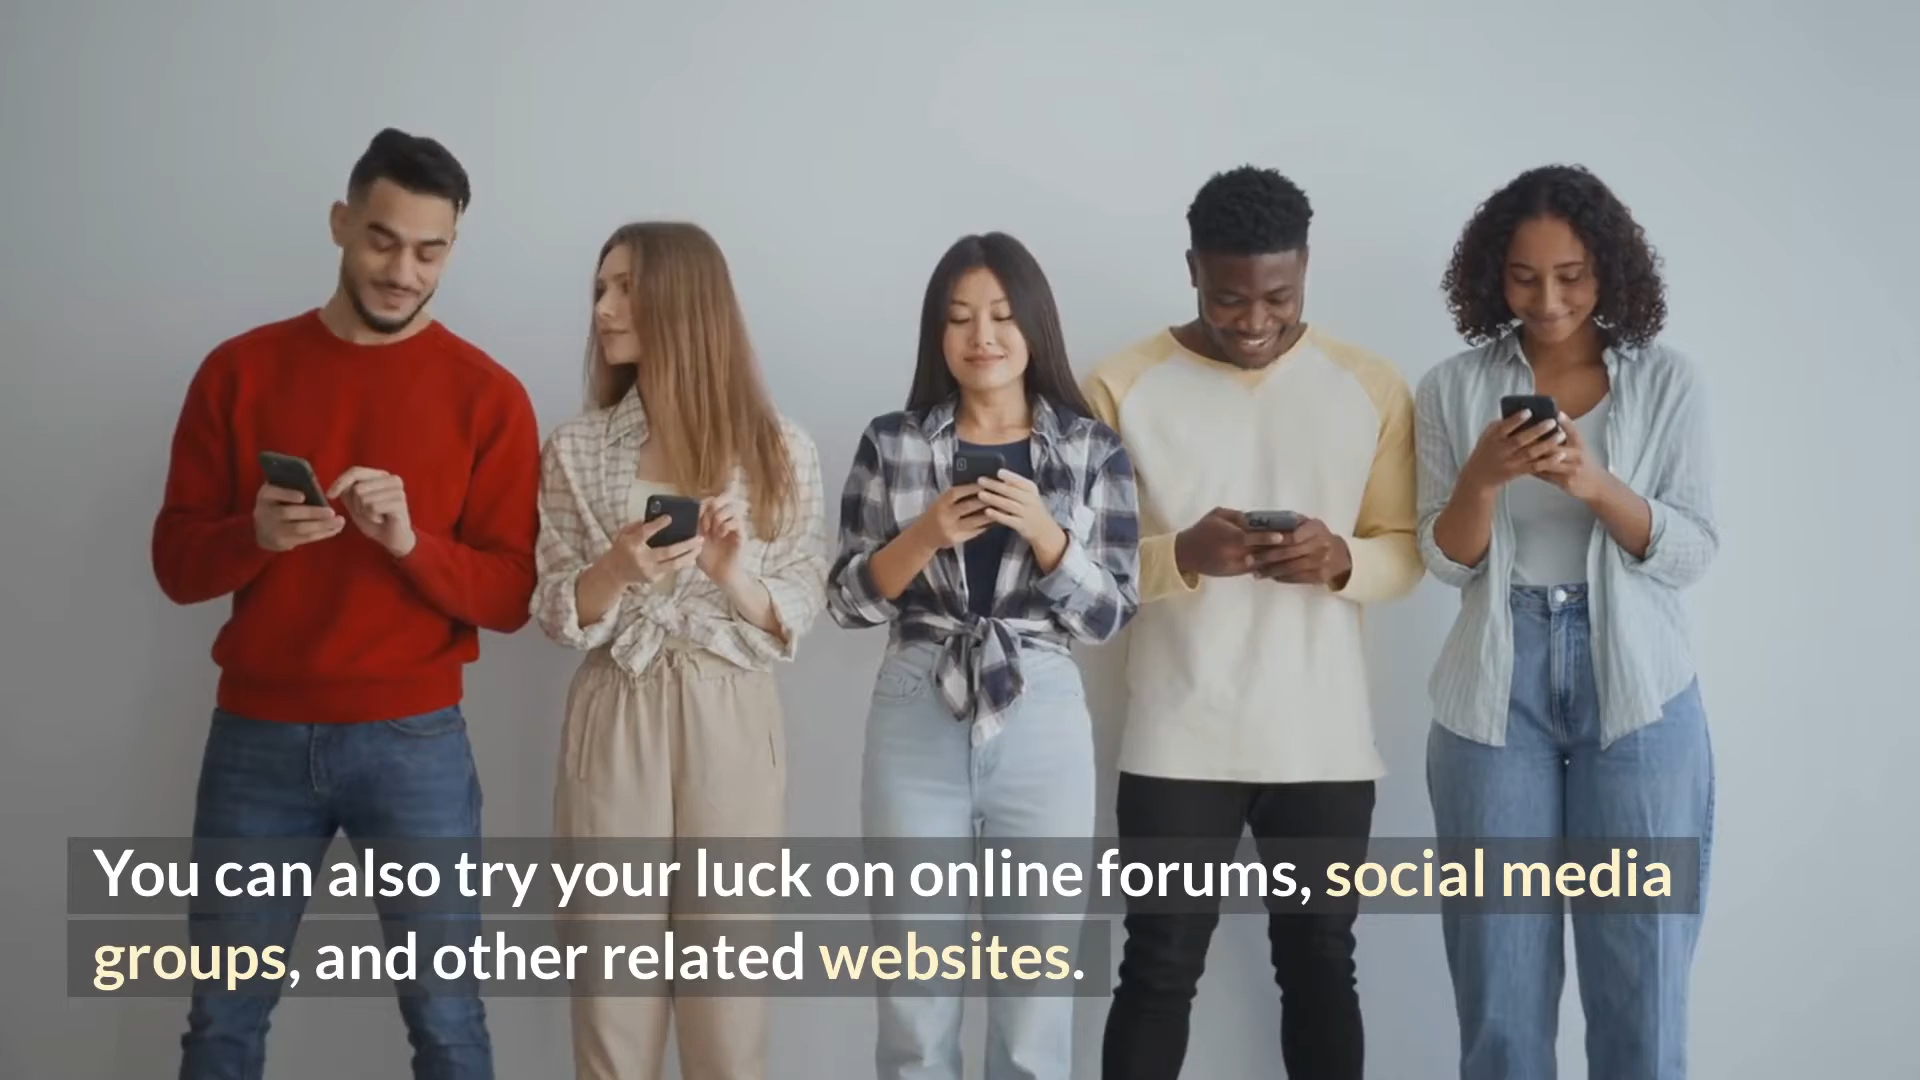 You can also try your luck on online forums, social media
groups, and other related websites.